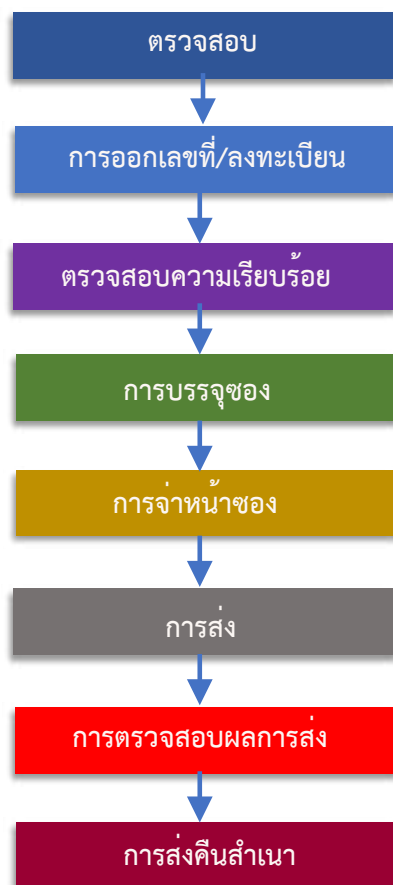 ตรวจสอบ
การออกเลขที่/ลงทะเบียน
ตรวจสอบความเรียบร้อย
การบรรจุซอง
การจ่าหน้าซอง
การส่ง
การตรวจสอบผลการส่ง
การส่งคืนสำเนา